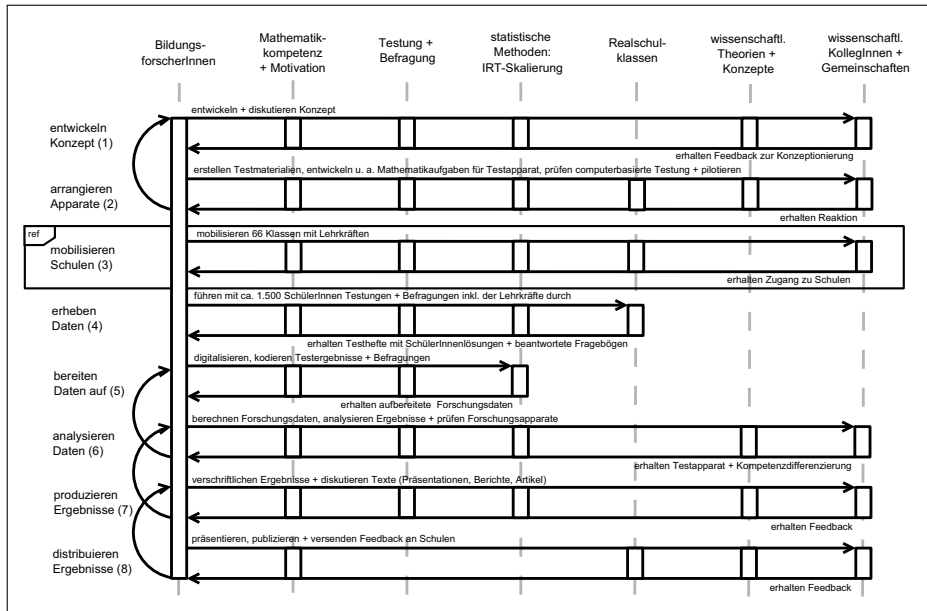 Bildungs-
forscherInnen
Mathematik-
kompetenz
+ Motivation
Testung +
Befragung
statistische
Methoden:
IRT-Skalierung
Realschul-
klassen
wissenschaftl.
Theorien +
Konzepte
wissenschaftl.
KollegInnen +
Gemeinschaften
entwickeln + diskutieren Konzept
entwickeln
Konzept (1)
erhalten Feedback zur Konzeptionierung
erstellen Testmaterialien, entwickeln u. a. Mathematikaufgaben für Testapparat, prüfen computerbasierte Testung + pilotieren
arrangieren
Apparate (2)
erhalten Reaktion
ref
mobilisieren 66 Klassen mit Lehrkräften
mobilisieren
Schulen (3)
erhalten Zugang zu Schulen
führen mit ca. 1.500 SchülerInnen Testungen + Befragungen inkl. der Lehrkräfte durch
erheben
Daten (4)
erhalten Testhefte mit SchülerInnenlösungen + beantwortete Fragebögen
digitalisieren, kodieren Testergebnisse + Befragungen
bereiten
Daten auf (5)
erhalten aufbereitete Forschungsdaten
berechnen Forschungsdaten, analysieren Ergebnisse + prüfen Forschungsapparate
analysieren
Daten (6)
erhalten Testapparat + Kompetenzdifferenzierung
verschriftlichen Ergebnisse + diskutieren Texte (Präsentationen, Berichte, Artikel)
produzieren
Ergebnisse (7)
erhalten Feedback
präsentieren, publizieren + versenden Feedback an Schulen
distribuieren
Ergebnisse (8)
erhalten Feedback